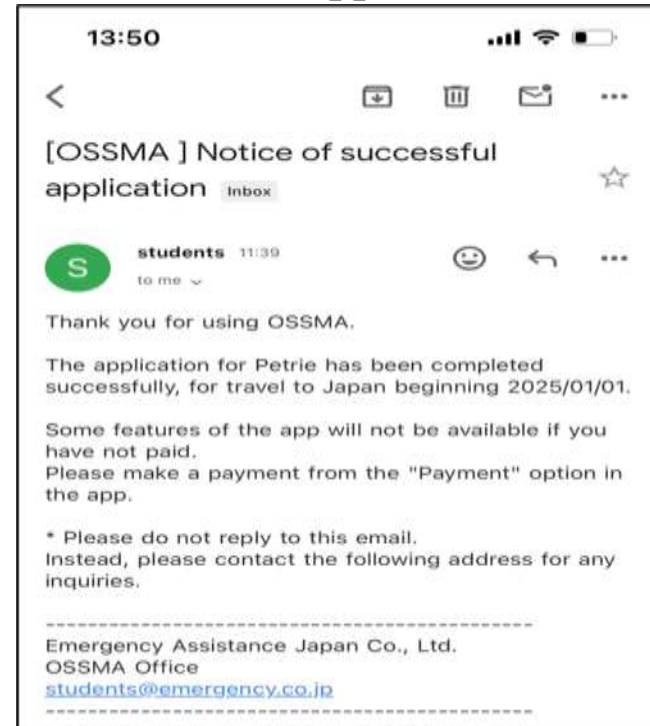 13:50
[OSSMA ] Notice of successful
application Inbox
S
students 11:39
to me
Thank you for using OSSMA.
The application for Petrie has been completed
successfully, for travel to Japan beginning 2025/01/01.
Some features of the app will not be available if you
have not paid.
Please make a payment from the "Payment" option in
the app.
* Please do not reply to this email.
Instead, please contact the following address for any
inquiries.
------------------------------------------------
Emergency Assistance Japan Co., Ltd.
OSSMA Office
students@emergency.co.jp
------------------------------------------------